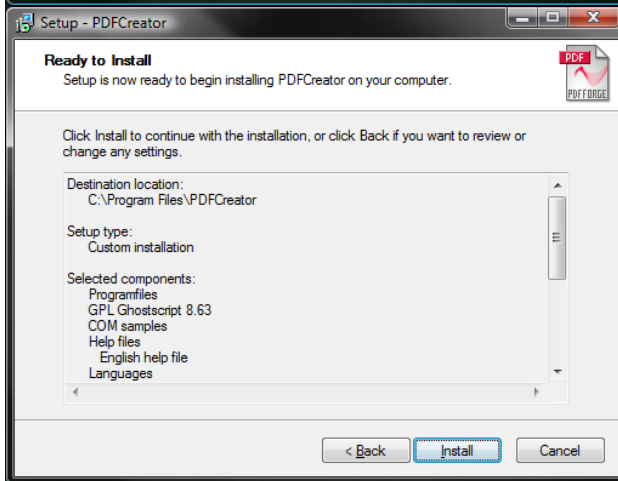 Setup - PDFCreator
Ready to Install
Setup is now ready to begin installing PDFCreator on your computer.
PDF
PDFFORGE
Click Install to continue with the installation, or click Back if you want to review or
change any settings.
Destination location:
C:\Program Files\PDFCreator
Setup type:
Custom installation
Selected components:
Programfiles
GPL Ghostscript 8.63
COM samples
Help files
English help file
Languages
< Back
Install
Cancel